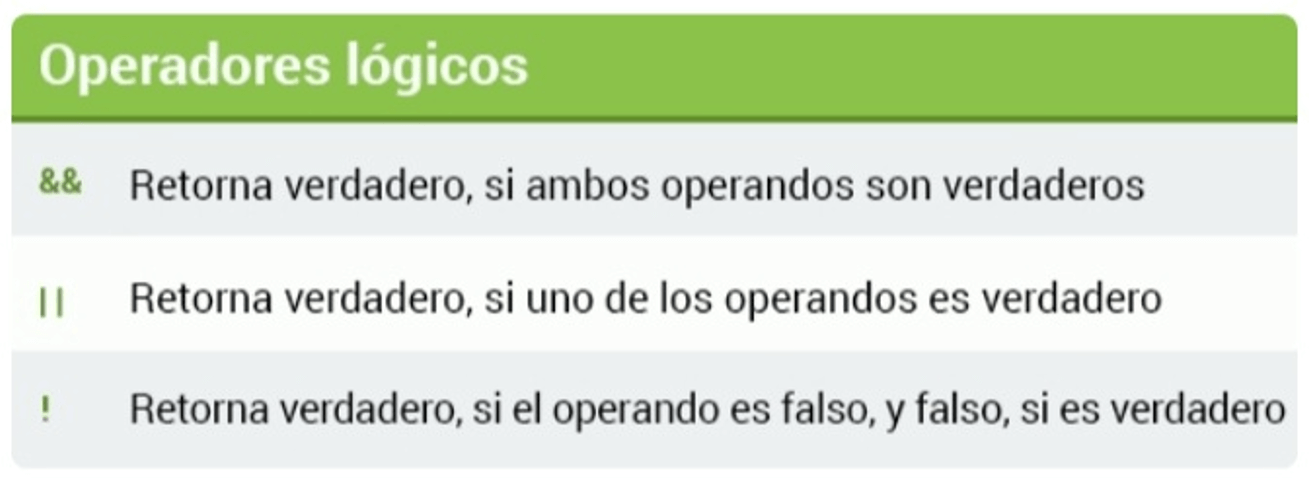 Operadores lógicos
&& Retorna verdadero, si ambos operandos son verdaderos
|| Retorna verdadero, si uno de los operandos es verdadero
! Retorna verdadero, si el operando es falso, y falso, si es verdadero